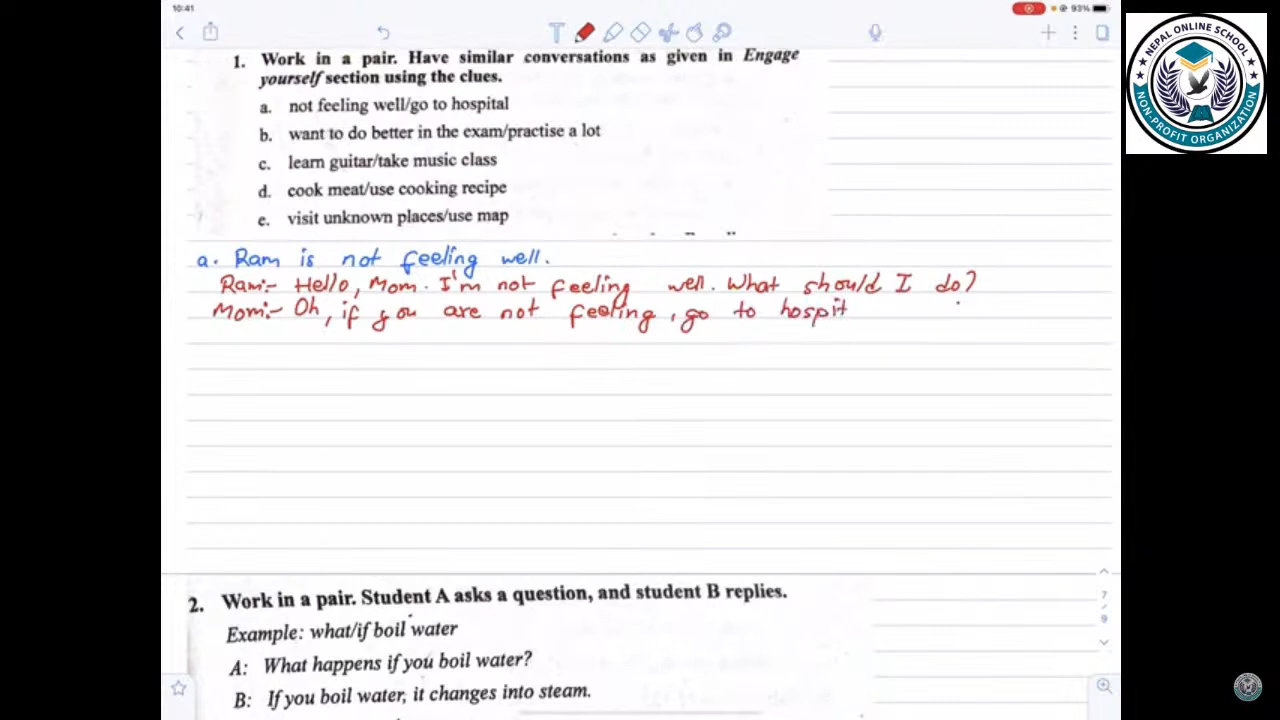 10:41
93%
NEPAL ONLINE SCHOOL
NON-PROFIT ORGANIZATION
1. Work in a pair. Have similar conversations as given in Engage
yourself section using the clues.
a. not feeling well/go to hospital
b. want to do better in the exam/practise a lot
c. learn guitar/take music class
d. cook meat/use cooking recipe
e. visit unknown places/use map
a. Ram is not feeling well.
Ram:- Hello, Mom. I'm not feeling well. What should I do?
Mom:- Oh, if you are not feeling, go to hospit
7
/
9
2. Work in a pair. Student A asks a question, and student B replies.
Example: what/if boil water
A: What happens if you boil water?
B: If you boil water, it changes into steam.